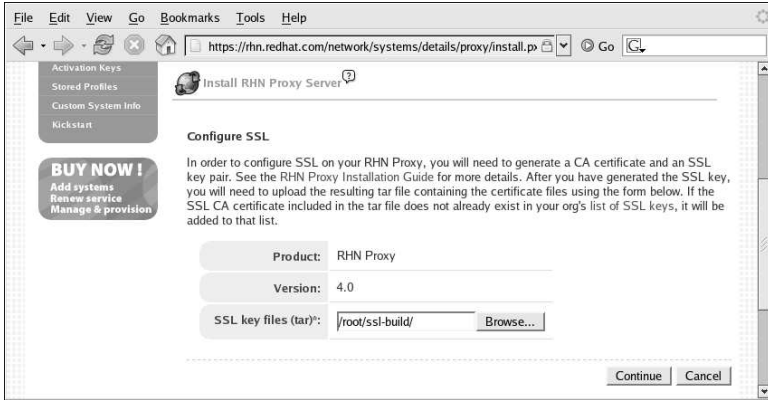 File Edit View Go Bookmarks Tools Help
https://rhn.redhat.com/network/systems/details/proxy/install.px
Go
G
Activation Keys
Stored Profiles
Custom System Info
Kickstart
BUY NOW !
Add systems
Renew service
Manage & provision
Install RHN Proxy Server ?
Configure SSL
In order to configure SSL on your RHN Proxy, you will need to generate a CA certificate and an SSL
key pair. See the RHN Proxy Installation Guide for more details. After you have generated the SSL key,
you will need to upload the resulting tar file containing the certificate files using the form below. If the
SSL CA certificate included in the tar file does not already exist in your org's list of SSL keys, it will be
added to that list.
Product: RHN Proxy
Version: 4.0
SSL key files (tar)*: /root/ssl-build/ Browse...
Continue Cancel